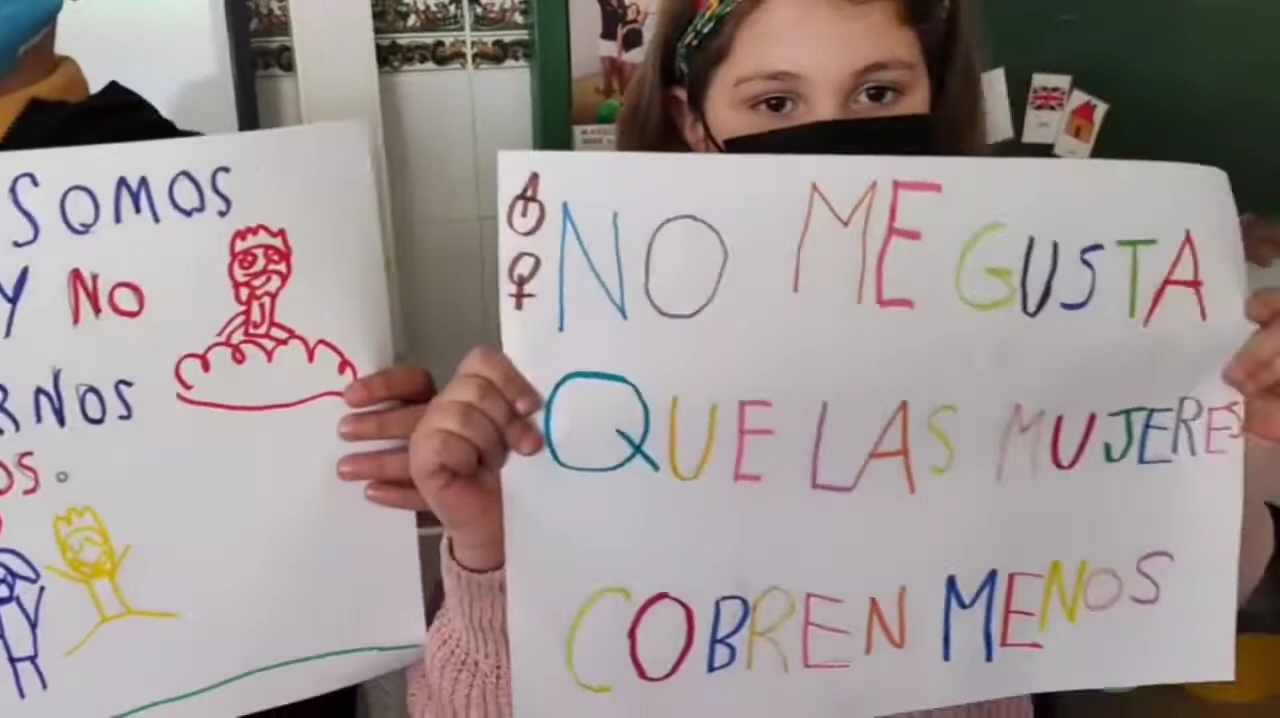 SOMOS
Y NO
RNOS
OS.
NO ME GUSTA
QUE LAS MUJERES
COBREN MENOS